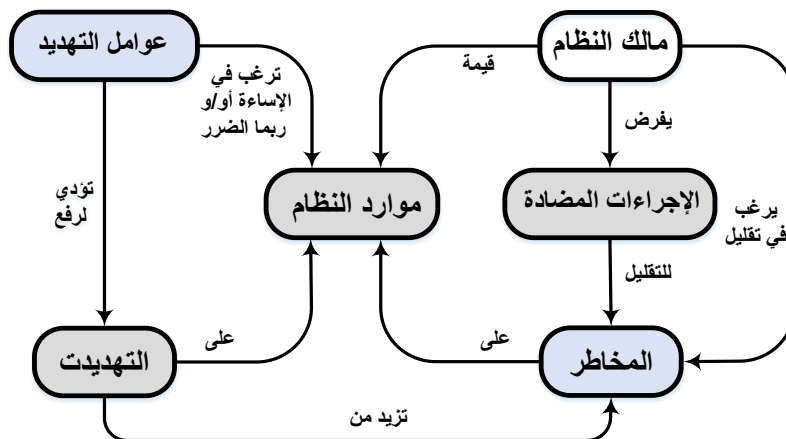 مالك النظام
عوامل التهديد
قيمة
ترغب في
الإساءة أو/و
ربما الضرر
يفرض
الإجراءات المضادة
موارد النظام
يرغب
في تقليل
تؤدي
لرفع
للتقليل
المخاطر
على
على
التهديدت
تزيد من